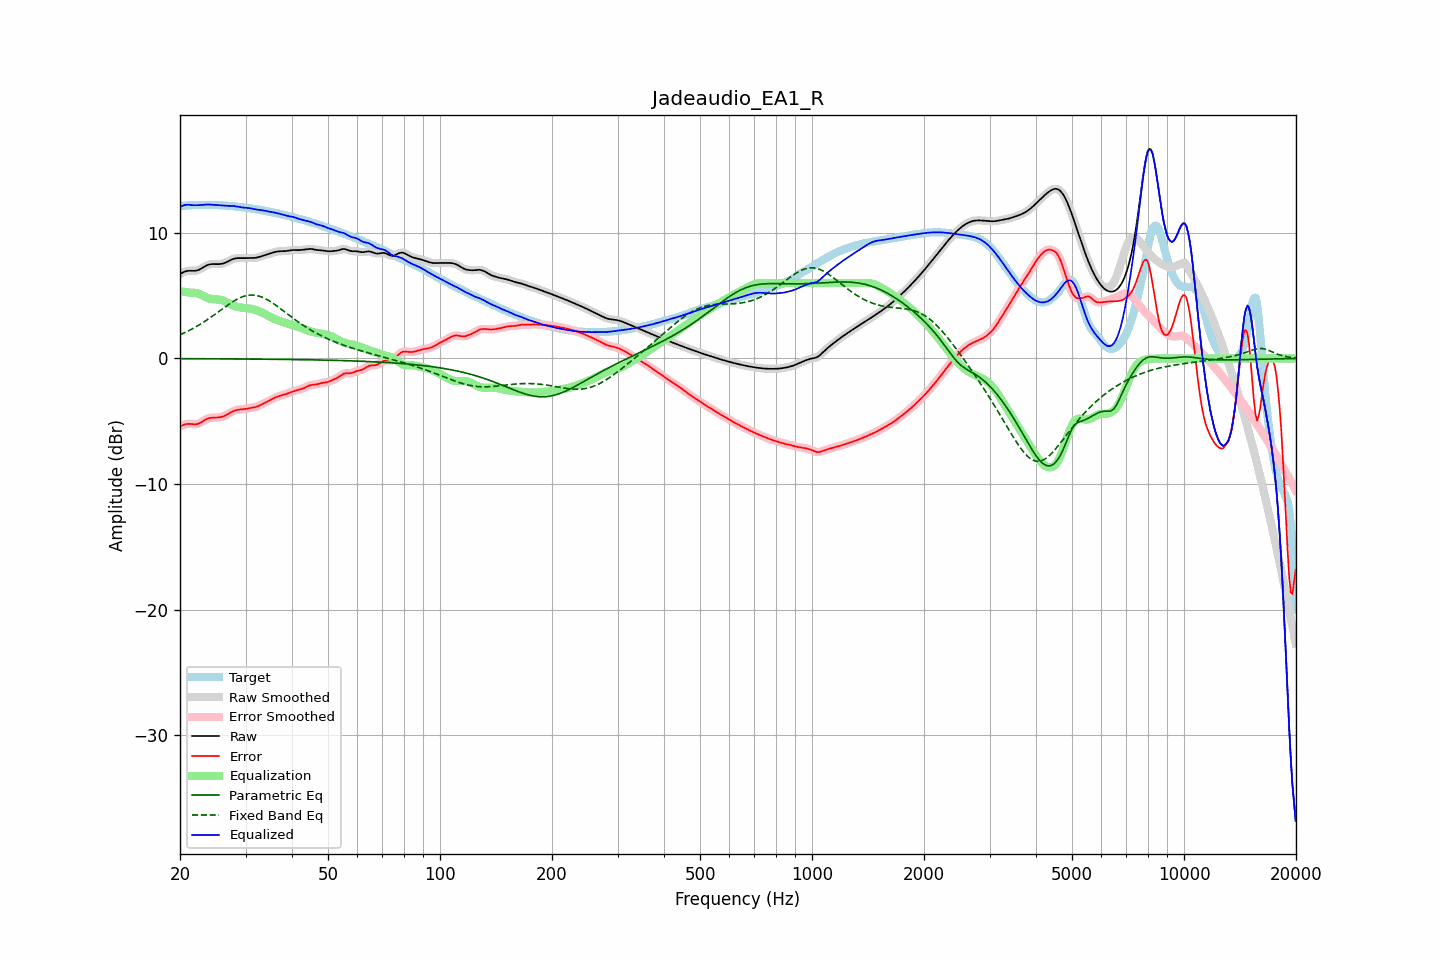 Jadeaudio_EA1_R
Amplitude (dBr)
10
0
−10
−20
−30
Target
Raw Smoothed
Error Smoothed
Raw
Error
Equalization
Parametric Eq
Fixed Band Eq
Equalized
20 50 100 200 500 1000 2000 5000 10000 20000
Frequency (Hz)